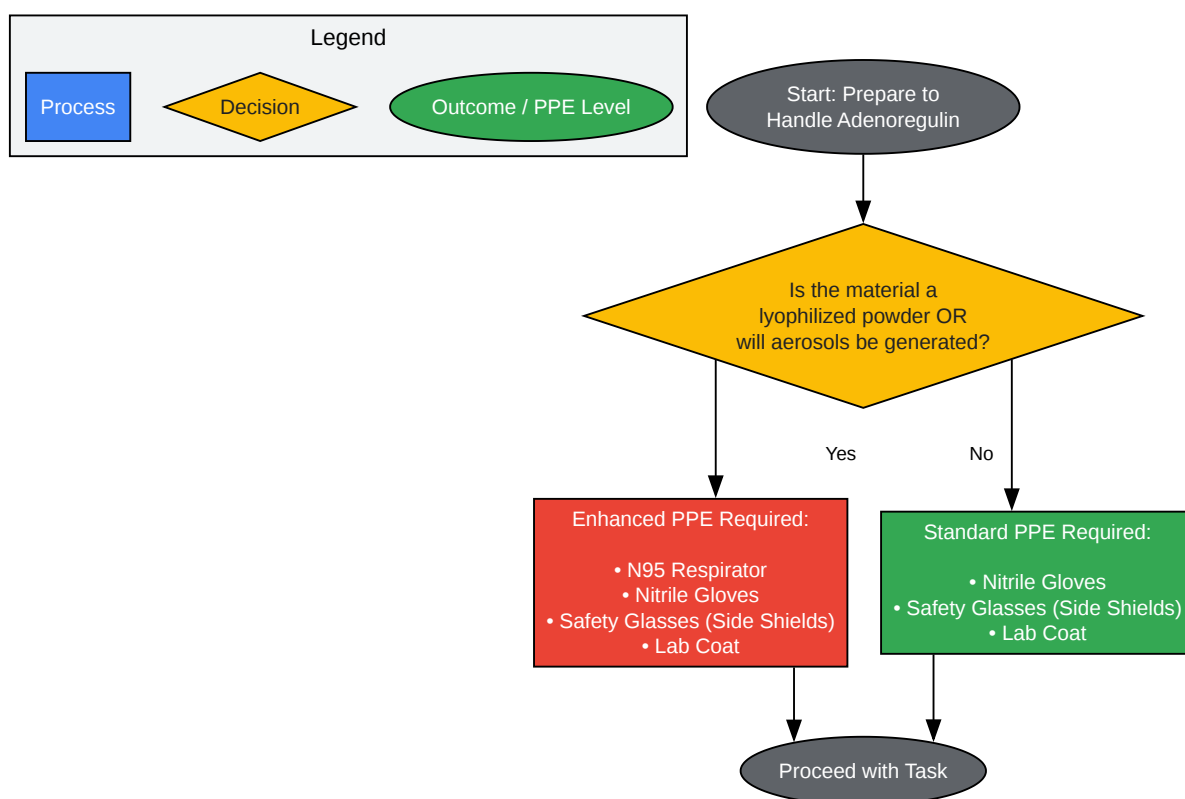 Legend
Process
Decision
Outcome / PPE Level
Start: Prepare to
Handle Adenoregulin
Is the material a
lyophilized powder OR
will aerosols be generated?
Yes
No
Enhanced PPE Required:
• N95 Respirator
• Nitrile Gloves
• Safety Glasses (Side Shields)
• Lab Coat
Standard PPE Required:
• Nitrile Gloves
• Safety Glasses (Side Shields)
• Lab Coat
Proceed with Task